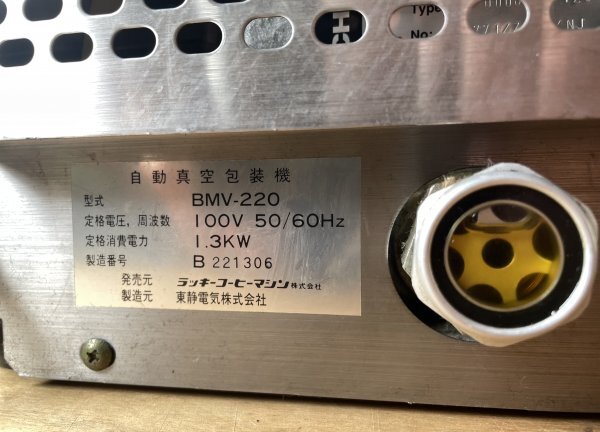 Type
No:
自動真空包装機
型式 BMV-220
定格電圧，周波数 100V 50/60Hz
定格消費電力 1.3KW
製造番号 B 221306
発売元 ラッキーコーヒーマシン株式会社
製造元 東静電気株式会社